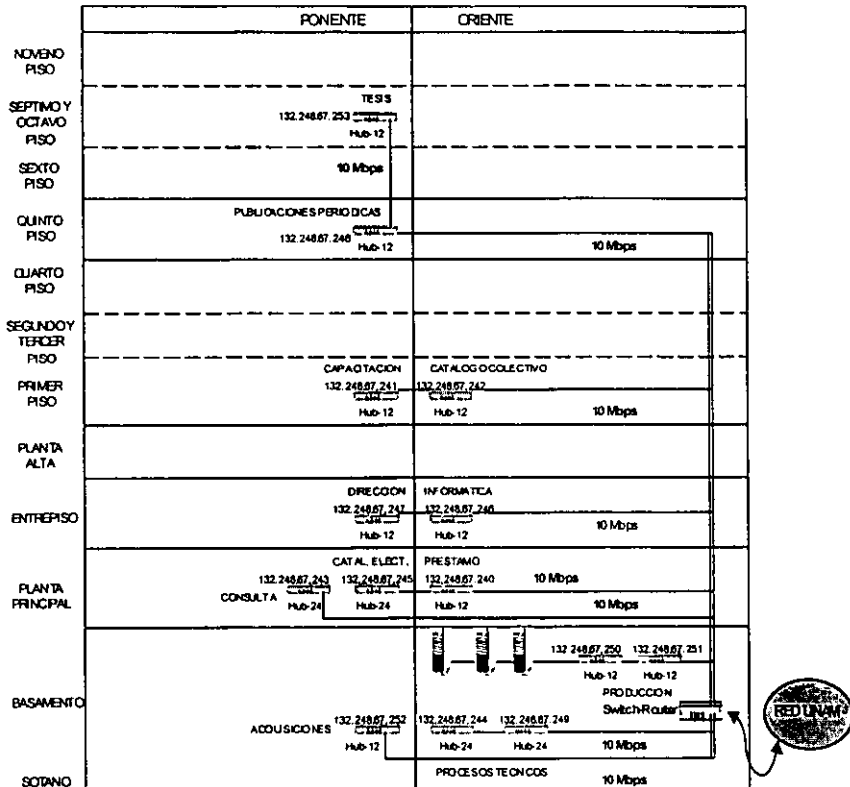 PONENTE ORIENTE
NOVENO
PISO
SEPTIMO Y
OCTAVO
PISO
TESIS
132.248.67.253
Hub-12
SEXTO
PISO
10 Mbps
QUINTO
PISO
PUBLICACIONES PERIODICAS
132.248.67.246
Hub-12
10 Mbps
CUARTO
PISO
SEGUNDO Y
TERCER
PISO
PRIMER
PISO
CAPACITACION CATALOGO COLECTIVO
132.248.67.241 132.248.67.242
Hub-12 Hub-12
10 Mbps
PLANTA
ALTA
ENTREPISO
DIRECCION INFORMATICA
132.248.67.247 132.248.67.246
Hub-12 Hub-12
10 Mbps
PLANTA
PRINCIPAL
CATAL. ELECT. PRESTAMO
132.248.67.243 132.248.67.245 132.248.67.240
10 Mbps
CONSULTA
Hub-24 Hub-24 Hub-12
10 Mbps
BASAMENTO
132.248.67.250 132.248.67.251
Hub-12 Hub-12
PRODUCCION
Switch-Router
RED UNAM
ADQUISICIONES
132.248.67.252 132.248.67.244 132.248.67.249
Hub-12 Hub-24 Hub-24
10 Mbps
SOTANO
PROCESOS TECNICOS
10 Mbps